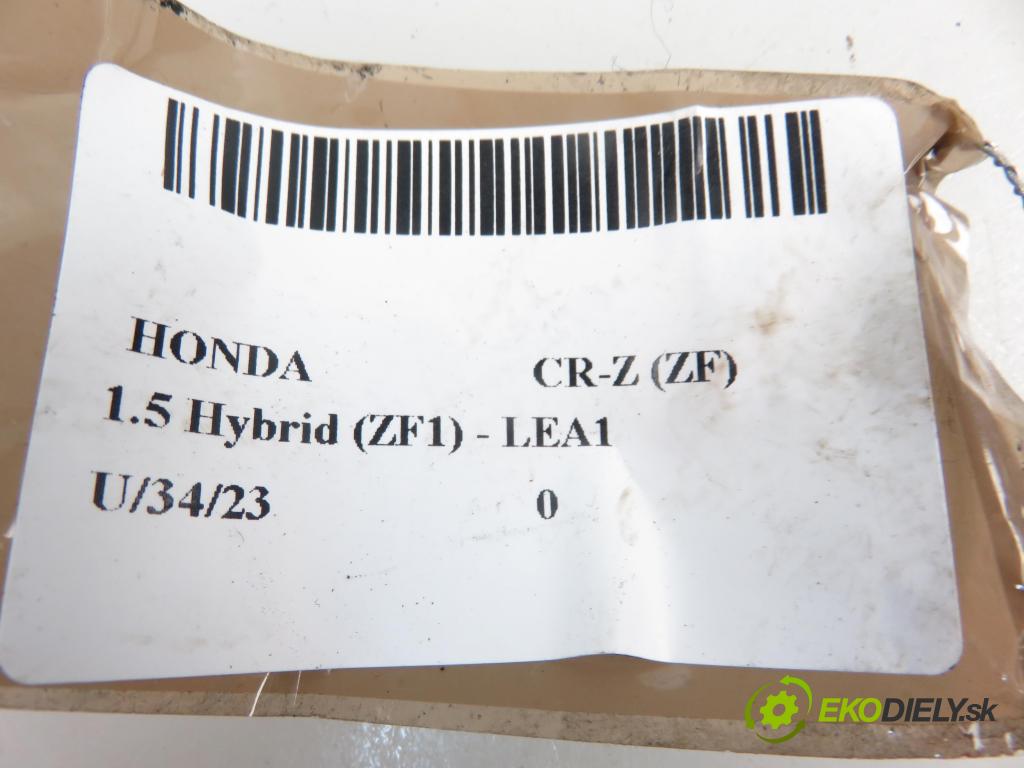 HONDA CR-Z (ZF)
1.5 Hybrid (ZF1) - LEA1
U/34/23 0
EKODIELY.sk